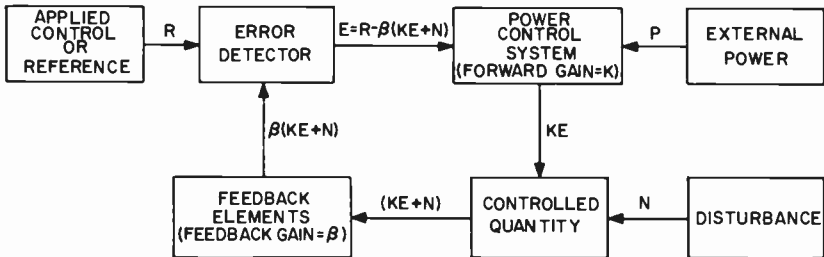 APPLIED
CONTROL
OR
REFERENCE
R
ERROR
DETECTOR
E=R-β(KE+N)
POWER
CONTROL
SYSTEM
(FORWARD GAIN=K)
P
EXTERNAL
POWER
β(KE+N)
KE
FEEDBACK
ELEMENTS
(FEEDBACK GAIN=β)
(KE+N)
CONTROLLED
QUANTITY
N
DISTURBANCE